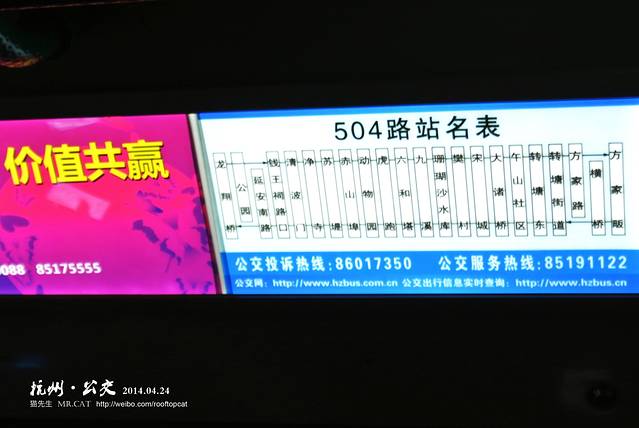 价值共赢
0088 85175555
504路站名表
龙翔桥
公园
延安南路
钱王祠路口
清波门
净寺
苏堤
赤山埠
动物园
虎跑
六和塔
九溪
珊瑚沙水库
樊村
宋城
大诸桥
午山社区
转塘东
转塘街道
方家路
横桥
方家畈
公交投诉热线:86017350 公交服务热线:85191122
公交网: http://www.hzbus.com.cn 公交出行信息实时查询: http://www.hzbus.cn
杭州·公交 2014.04.24
猫先生 MR.CAT http://weibo.com/rooftopcat